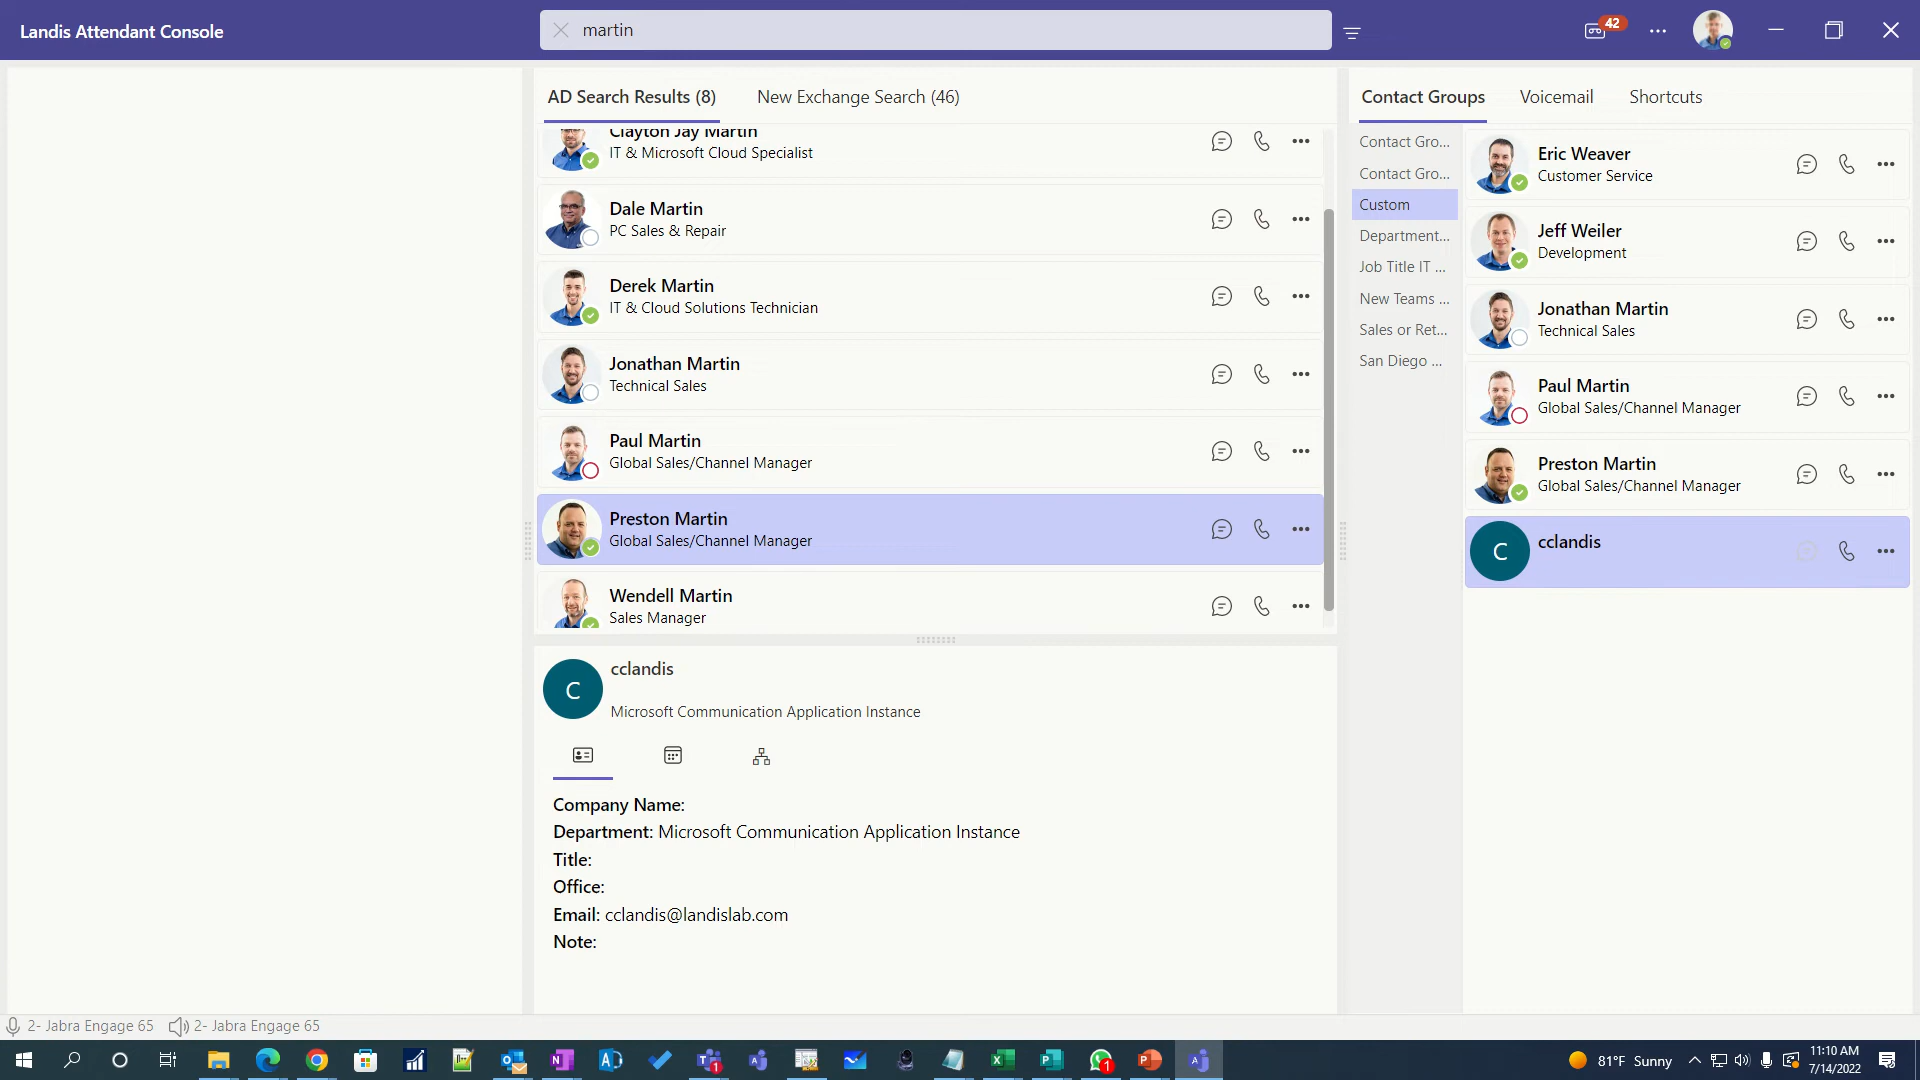 Landis Attendant Console
martin
42
AD Search Results (8)
New Exchange Search (46)
Clayton Jay Martin
IT & Microsoft Cloud Specialist
Dale Martin
PC Sales & Repair
Derek Martin
IT & Cloud Solutions Technician
Jonathan Martin
Technical Sales
Paul Martin
Global Sales/Channel Manager
Preston Martin
Global Sales/Channel Manager
Wendell Martin
Sales Manager
C
cclandis
Microsoft Communication Application Instance
Company Name:
Department: Microsoft Communication Application Instance
Title:
Office:
Email: cclandis@landislab.com
Note:
Contact Groups
Voicemail
Shortcuts
Contact Gro...
Contact Gro...
Custom
Department...
Job Title IT ...
New Teams ...
Sales or Ret...
San Diego ...
Eric Weaver
Customer Service
Jeff Weiler
Development
Jonathan Martin
Technical Sales
Paul Martin
Global Sales/Channel Manager
Preston Martin
Global Sales/Channel Manager
C
cclandis
2- Jabra Engage 65
2- Jabra Engage 65
1
1
81°F Sunny
11:10 AM
7/14/2022